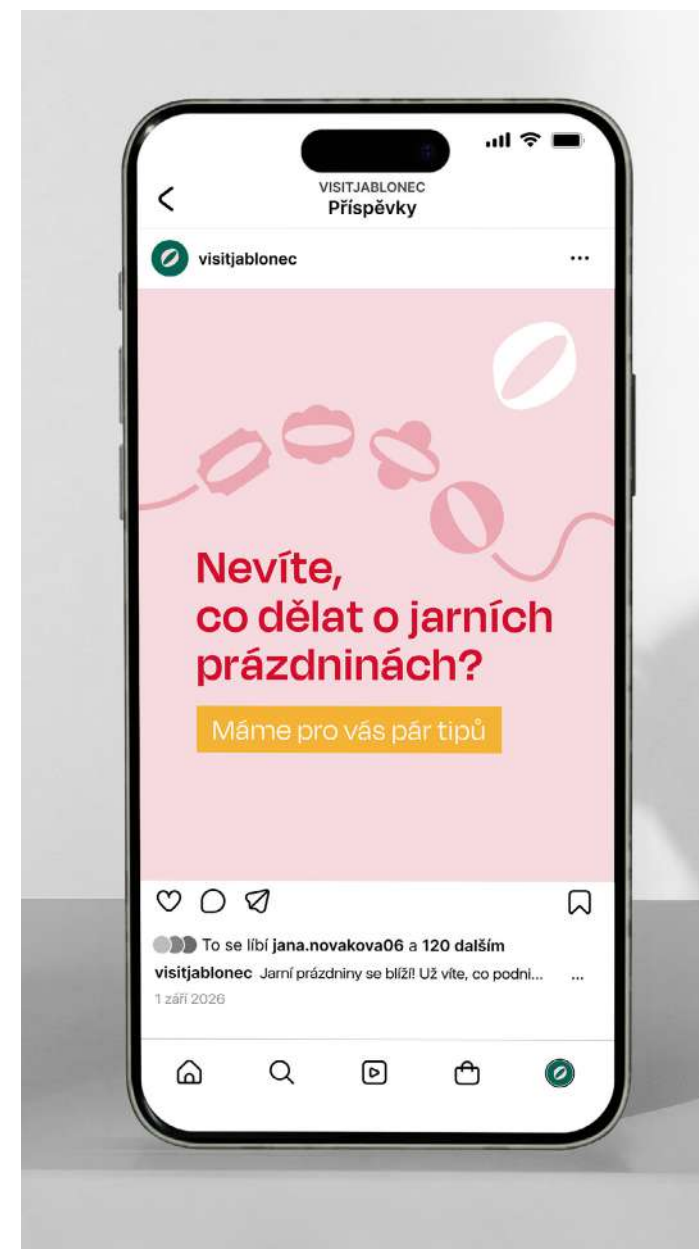 VISITJABLONEC
Příspěvky
visitjablonec
Nevíte,
co dělat o jarních
prázdninách?
Máme pro vás pár tipů
To se líbí jana.novakova06 a 120 dalším
visitjablonec Jarní prázdniny se blíží! Už víte, co podni... ...
1 září 2026